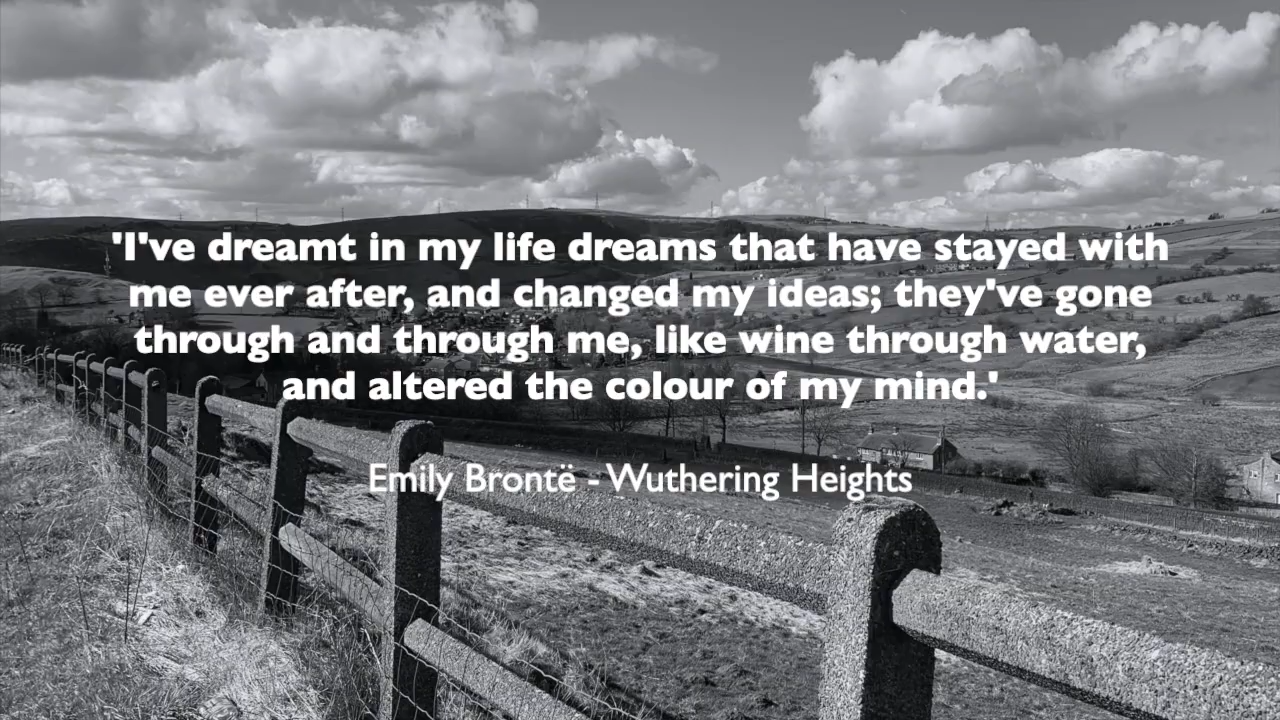 'I've dreamt in my life dreams that have stayed with
me ever after, and changed my ideas; they've gone
through and through me, like wine through water,
and altered the colour of my mind.'
Emily Brontë - Wuthering Heights